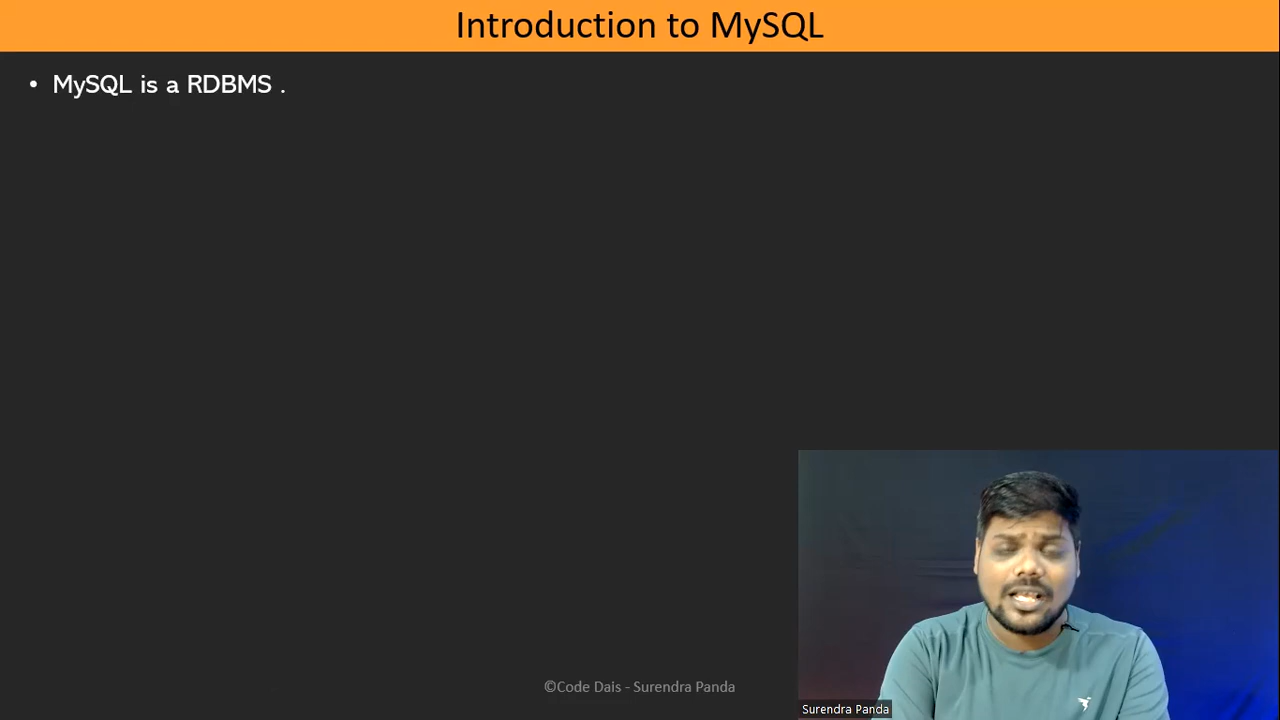 Introduction to MySQL
• MySQL is a RDBMS .
©Code Dais - Surendra Panda
Surendra Panda